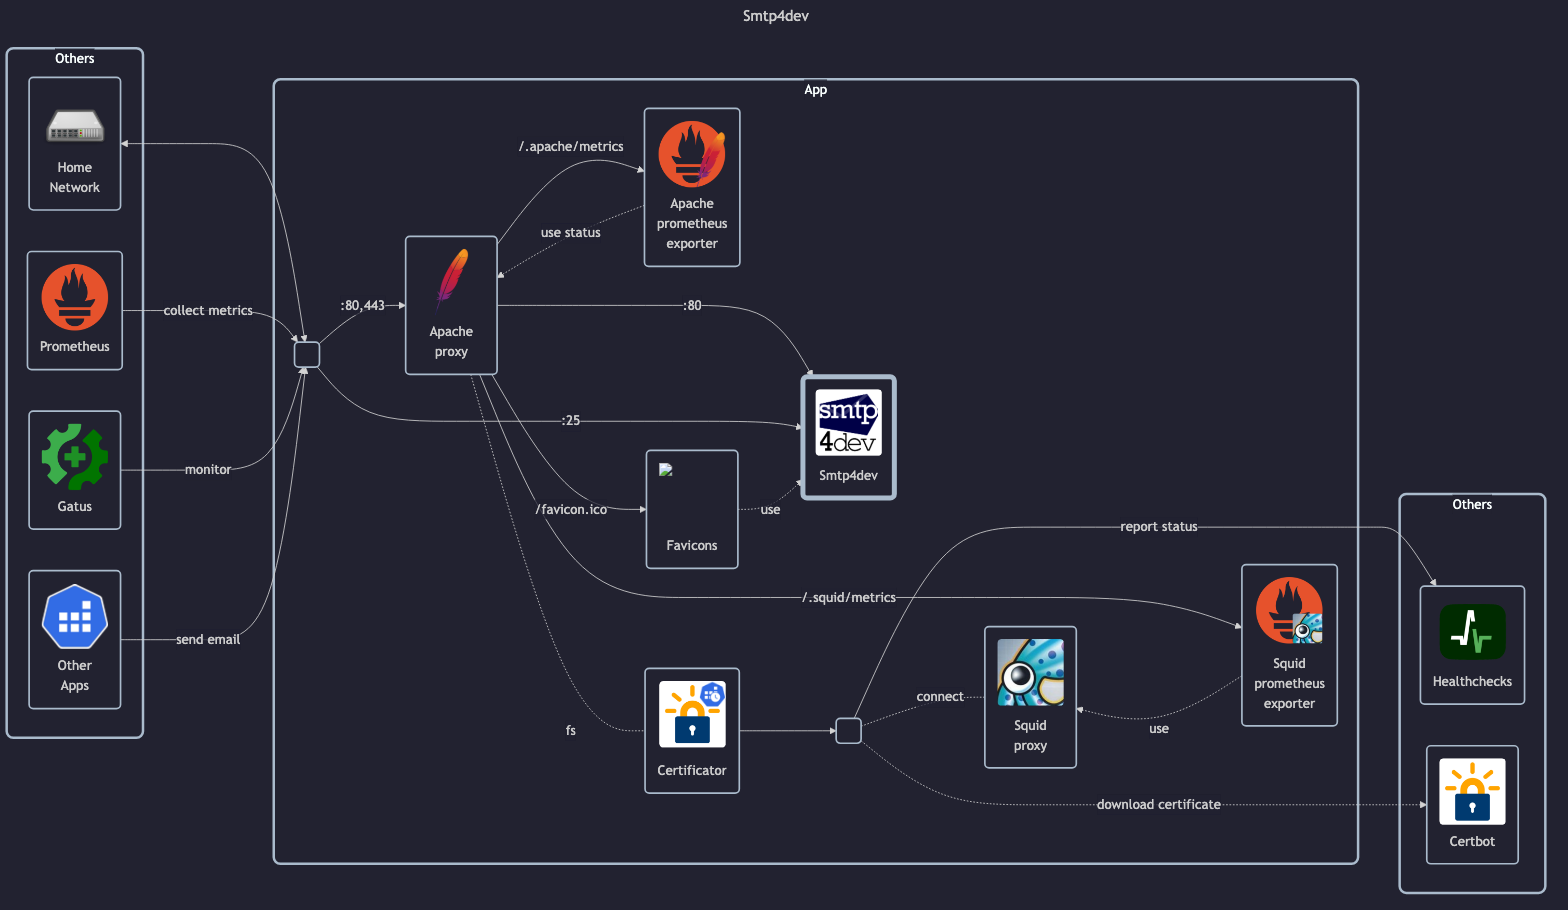 Smtp4dev
Others
Home
Network
Prometheus
Gatus
Other
Apps
collect metrics
monitor
send email
App
:80,443
Apache
proxy
/.apache/metrics
use status
Apache
prometheus
exporter
:80
:25
smtp
4dev
Smtp4dev
/favicon.ico
Favicons
use
/.squid/metrics
fs
Certificator
connect
Squid
proxy
use
Squid
prometheus
exporter
report status
download certificate
Others
Healthchecks
Certbot